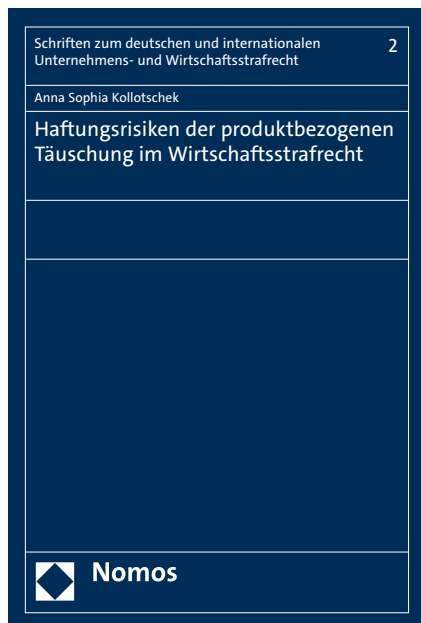 Schriften zum deutschen und internationalen
Unternehmens- und Wirtschaftsstrafrecht
2
Anna Sophia Kollotschek
Haftungsrisiken der produktbezogenen
Täuschung im Wirtschaftsstrafrecht
Nomos